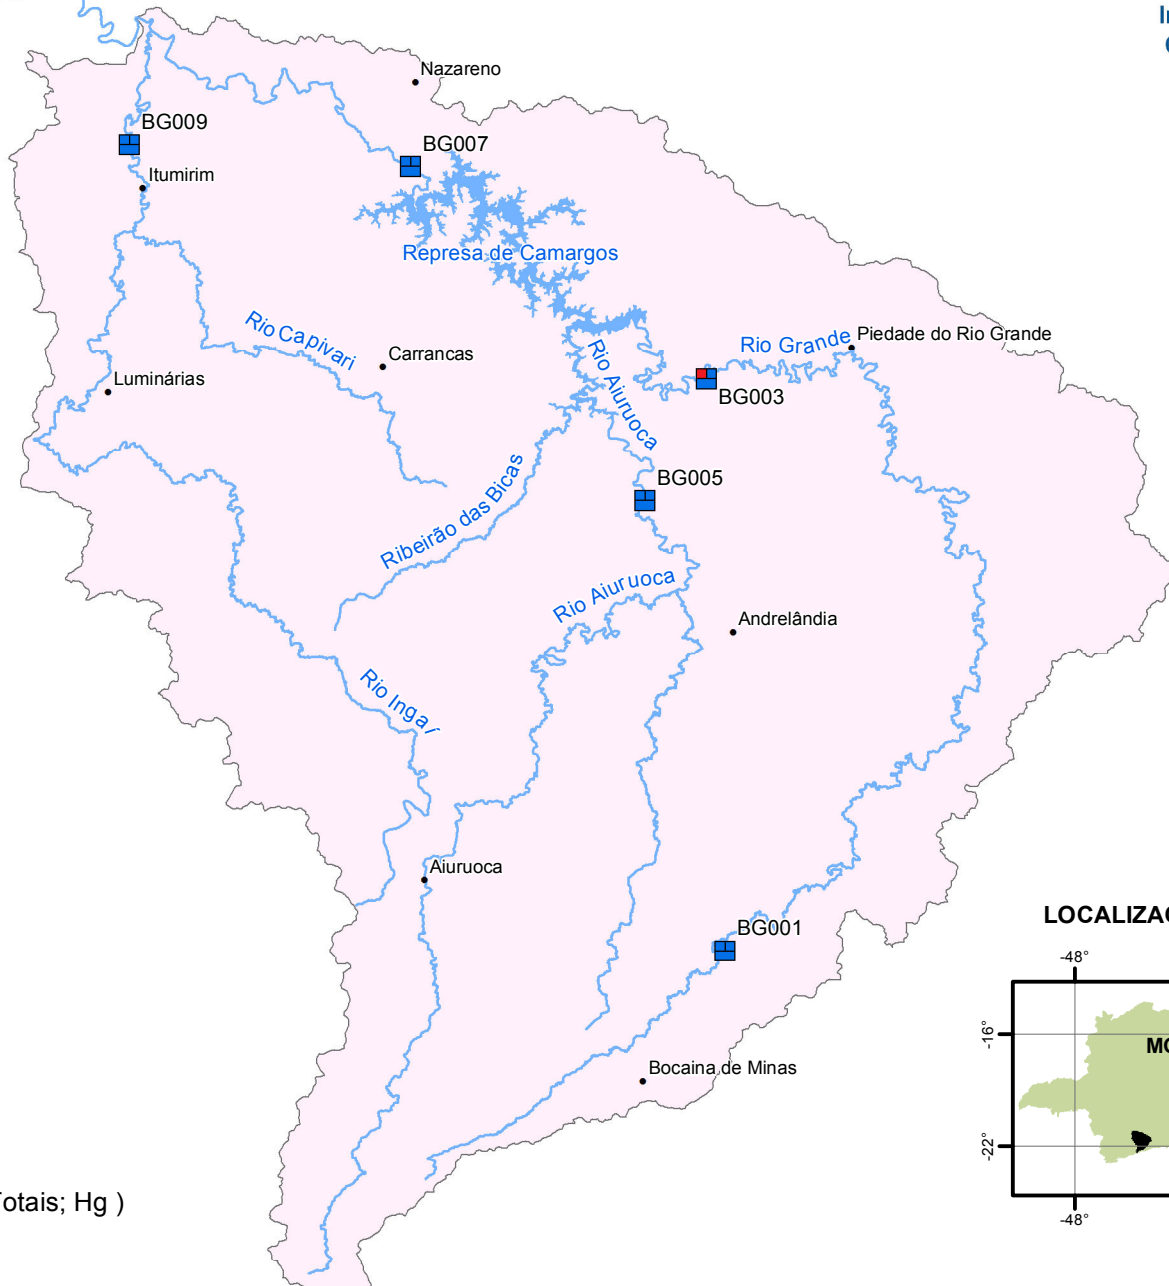 Nazareno
BG009
BG007
Itumirim
Represa de Camargos
Rio Capivari
Carrancas
Rio Aiuruoca
Rio Grande
Piedade do Rio Grande
Luminárias
BG003
BG005
Ribeirão das Bicas
Rio Aiuruoca
Andrelândia
Rio Ingaí
Aiuruoca
BG001
LOCALIZAÇ
-48°
-16°
MO
Bocaina de Minas
-22°
otais; Hg )
-48°